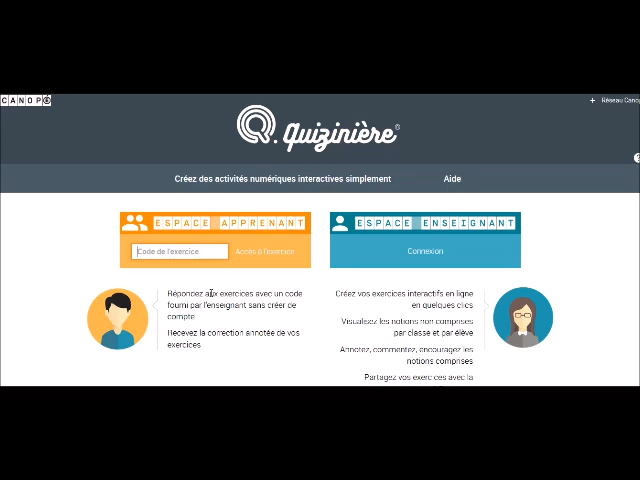 CANOPÉ
+ Réseau Canop
Quizinière®
?
Créez des activités numériques interactives simplement
Aide
ESPACE APPRENANT
ESPACE ENSEIGNANT
Code de l'exercice
Accès à l'exercice
Connexion
Répondez aux exercices avec un code
fourni par l'enseignant sans créer de
compte
Recevez la correction annotée de vos
exercices
Créez vos exercices interactifs en ligne
en quelques clics
Visualisez les notions non comprises
par classe et par élève
Annotez, commentez, encouragez les
notions comprises
Partagez vos exercices avec la